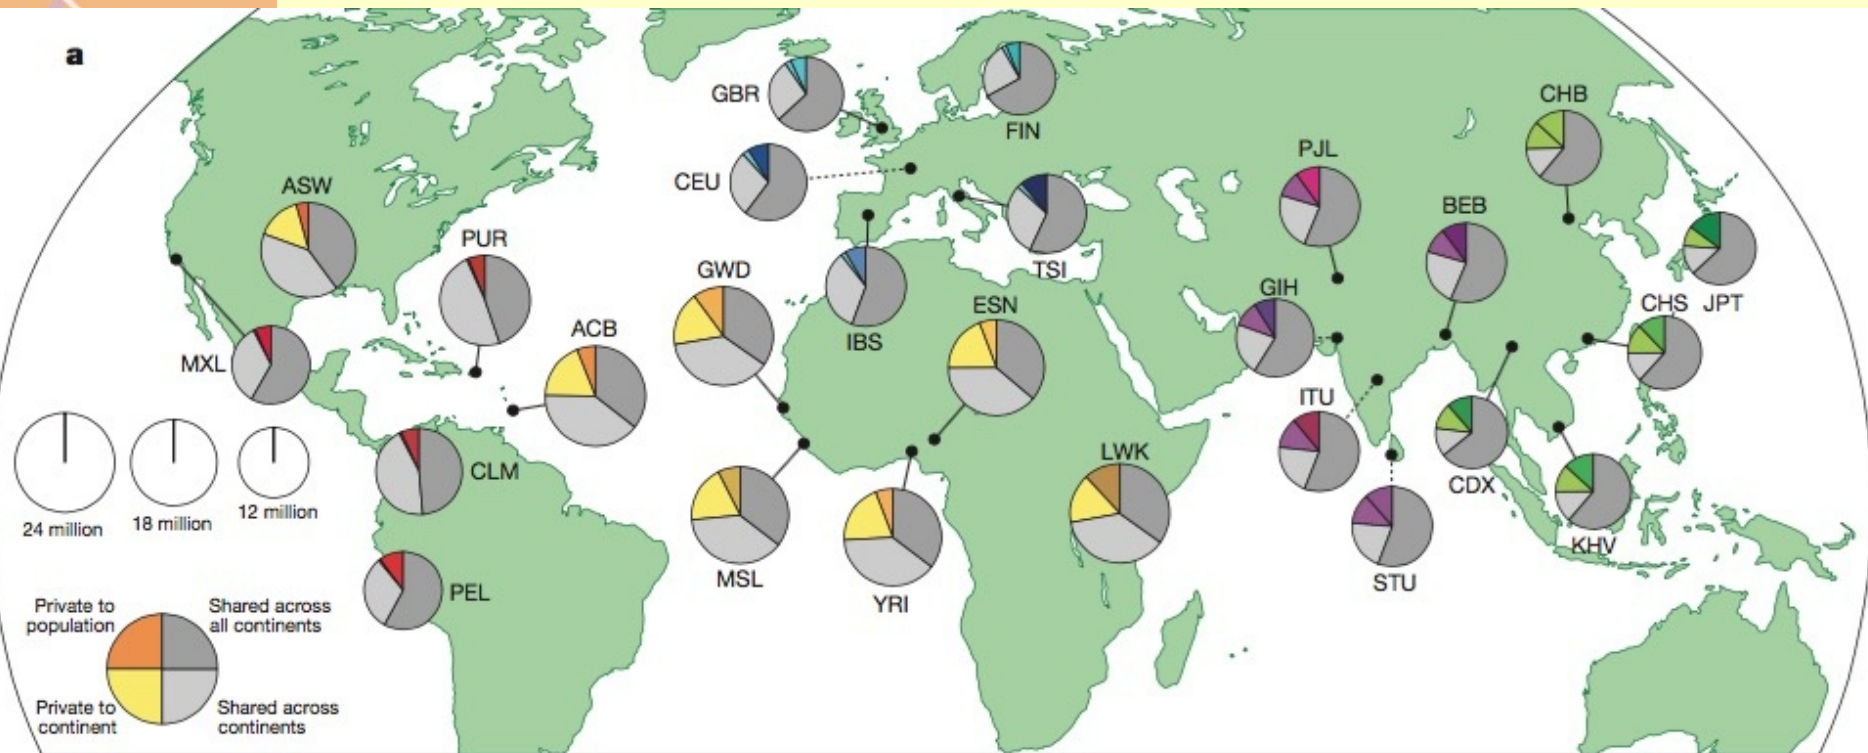 a
GBR
FIN
CHB
CEU
PJL
ASW
BEB
PUR
GWD
TSI
GIH
ESN
CHS
JPT
ACB
IBS
MXL
ITU
LWK
CLM
CDX
24 million
18 million
12 million
KHV
MSL
STU
PEL
YRI
Private to
population
Shared across
all continents
Private to
continent
Shared across
continents